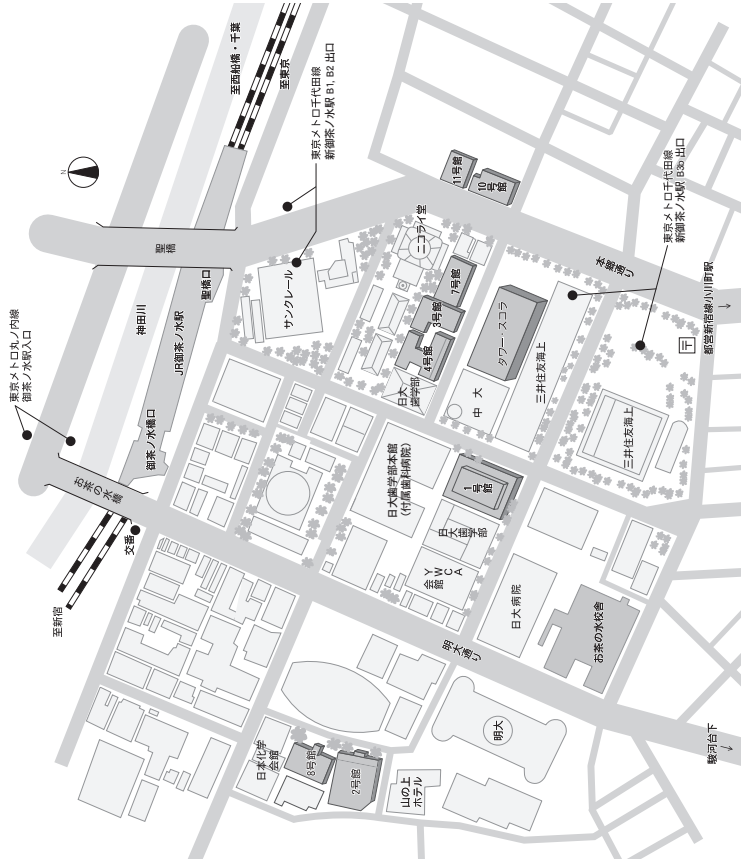 東京メトロ丸ノ内線
御茶ノ水駅入口
至西船橋・千葉
至東京
東京メトロ千代田線
新御茶ノ水駅 B1, B2 出口
N
聖橋
神田川
聖橋口
JR御茶ノ水駅
御茶ノ水橋口
お茶の水橋
交番
至新宿
サンクレール
ニコライ堂
11号館
10号館
7号館
3号館
4号館
日大
歯学部
タワー・スコラ
中大
三井住友海上
本郷通り
東京メトロ千代田線
新御茶ノ水駅 B3b 出口
〒
都営新宿線小川町駅
↓
三井住友海上
日大歯学部本館
(付属歯科病院)
1号館
日大歯学部
YWCA
会館
日大病院
お茶の水校舎
明大通り
日本化学
会館
8号館
2号館
山の上
ホテル
明大
駿河台下
↓